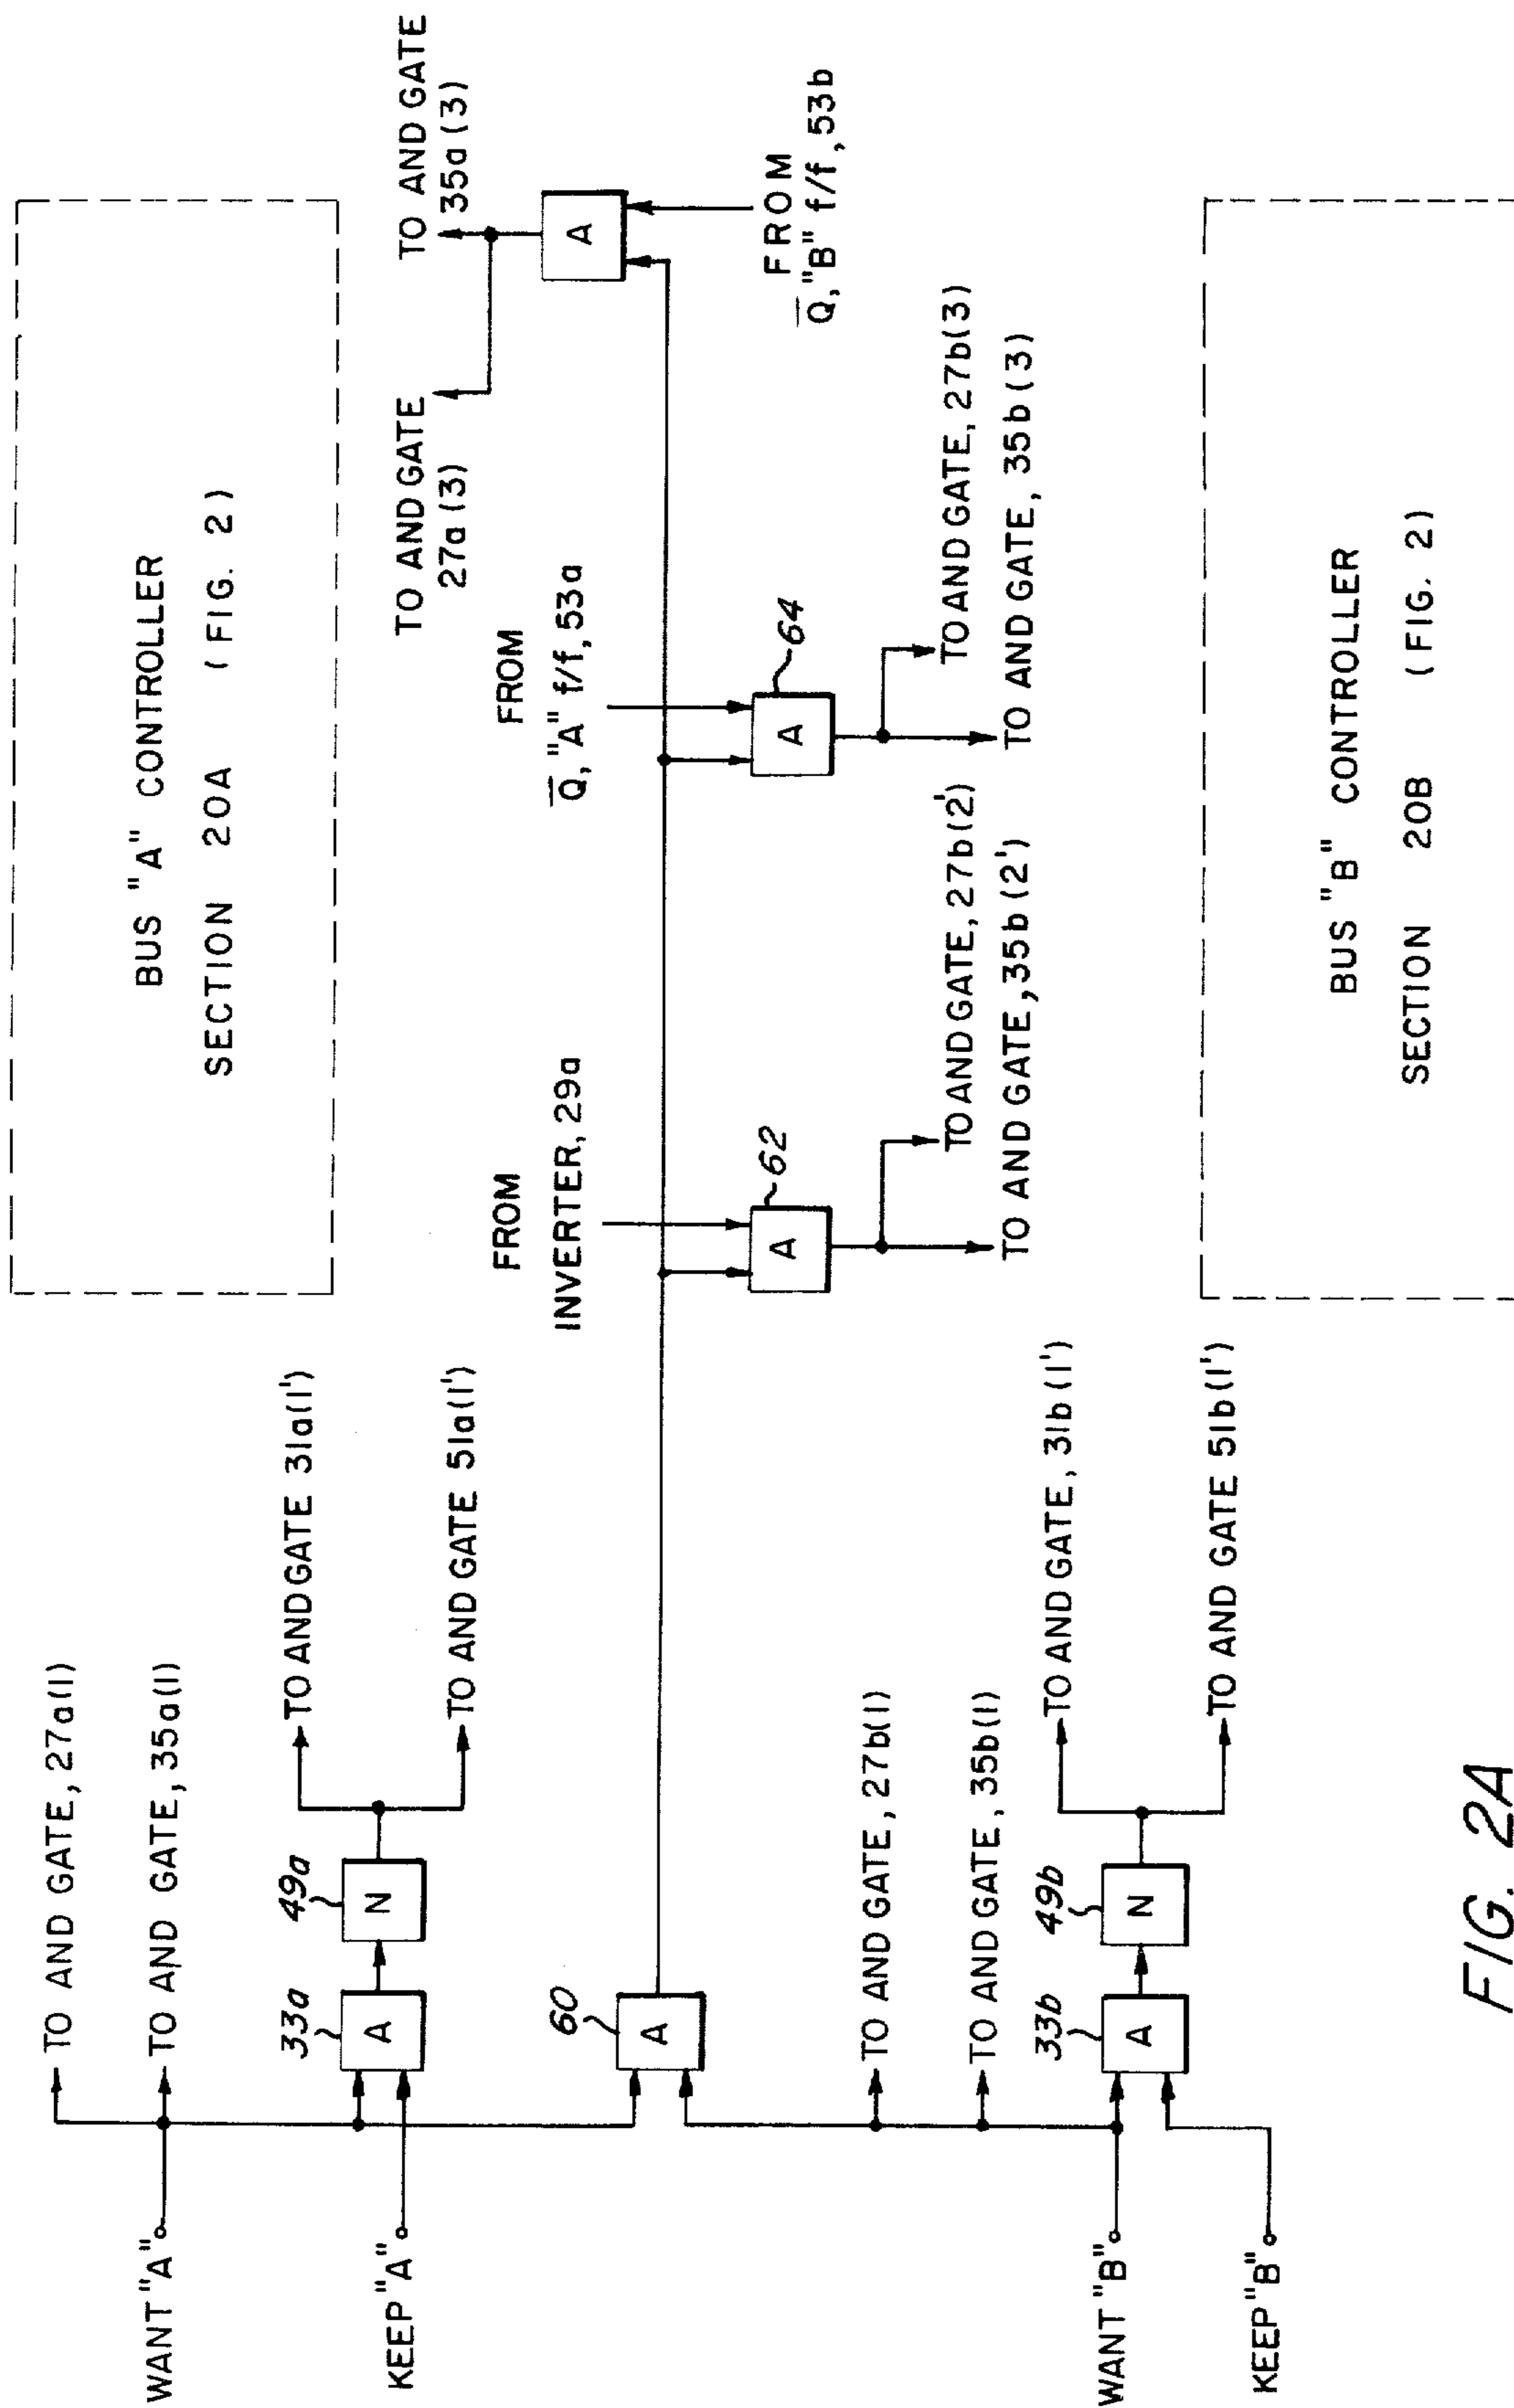 TO AND GATE, 27a(1)
WANT "A"
TO AND GATE, 35a(1)
33a
A
49a
N
TO AND GATE 31a(1')
TO AND GATE 51a(1')
KEEP "A"
BUS "A" CONTROLLER
SECTION 20A (FIG. 2)
TO AND GATE
27a(3)
TO AND GATE
35a(3)
FROM
INVERTER, 29a
FROM
Q̅, "A" f/f, 53a
60
A
62
A
64
A
A
FROM
Q̅, "B" f/f, 53b
TO AND GATE, 27b(2')
TO AND GATE, 35b(2')
TO AND GATE, 27b(3)
TO AND GATE, 35b(3)
TO AND GATE, 27b(1)
TO AND GATE, 35b(1)
WANT "B"
33b
A
49b
N
TO AND GATE, 31b(1')
TO AND GATE 51b(1')
KEEP "B"
BUS "B" CONTROLLER
SECTION 20B (FIG. 2)
FIG. 2A